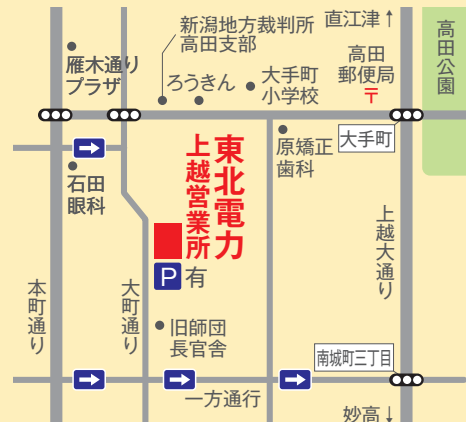 新潟地方裁判所
高田支部
直江津↑
高田公園
雁木通り
プラザ
ろうきん
大手町
小学校
高田
郵便局
〒
大手町
原矯正
歯科
石田
眼科
東北電力
上越営業所
P有
上越大通り
本町通り
大町通り
旧師団
長官舎
南城町三丁目
一方通行
妙高↓